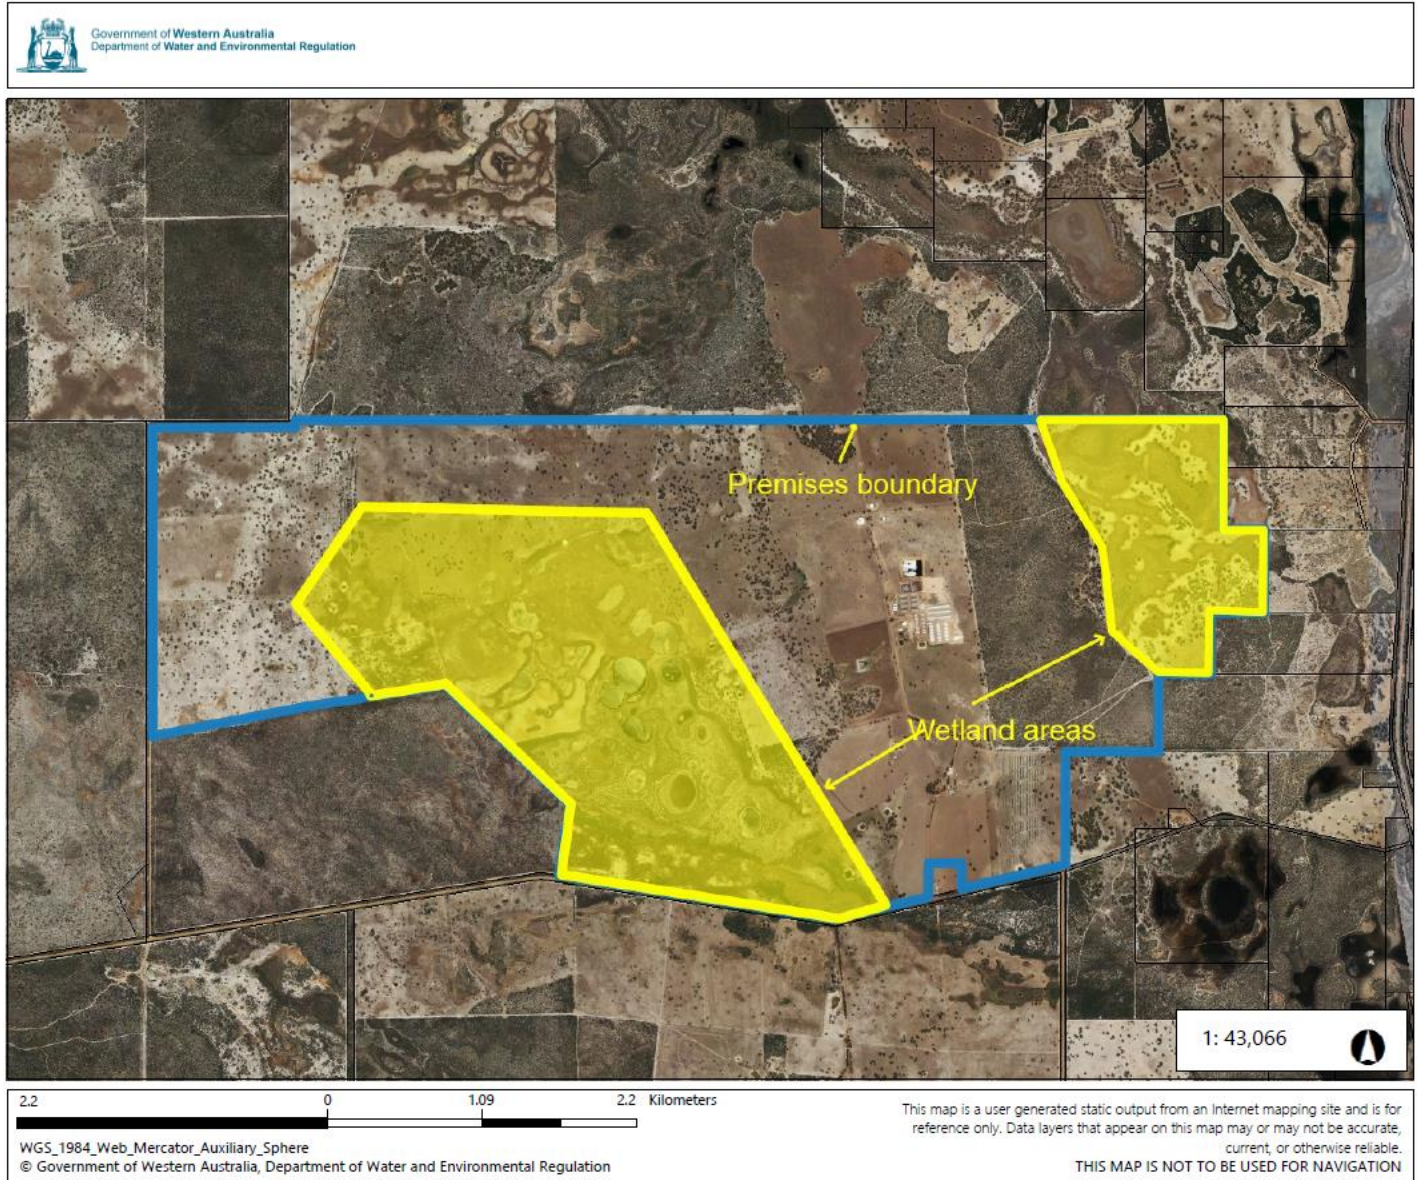 Government of Western Australia
Department of Water and Environmental Regulation
Premises boundary
Wetland areas
1: 43,066
2.2 0 1.09 2.2 Kilometers
WGS_1984_Web_Mercator_Auxiliary_Sphere
© Government of Western Australia, Department of Water and Environmental Regulation
This map is a user generated static output from an Internet mapping site and is for
reference only. Data layers that appear on this map may or may not be accurate,
current, or otherwise reliable.
THIS MAP IS NOT TO BE USED FOR NAVIGATION